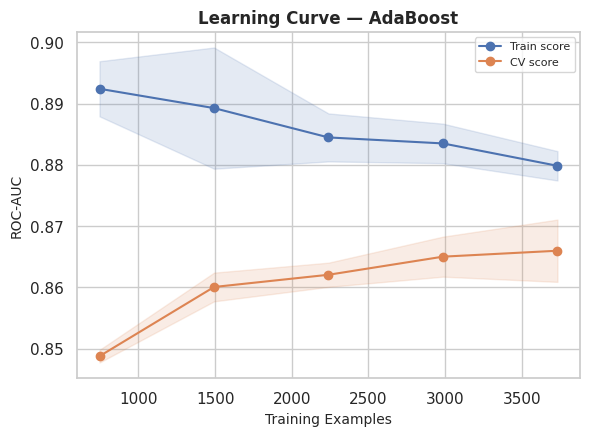 Learning Curve — AdaBoost
Train score
CV score
ROC-AUC
0.90
0.89
0.88
0.87
0.86
0.85
1000 1500 2000 2500 3000 3500
Training Examples